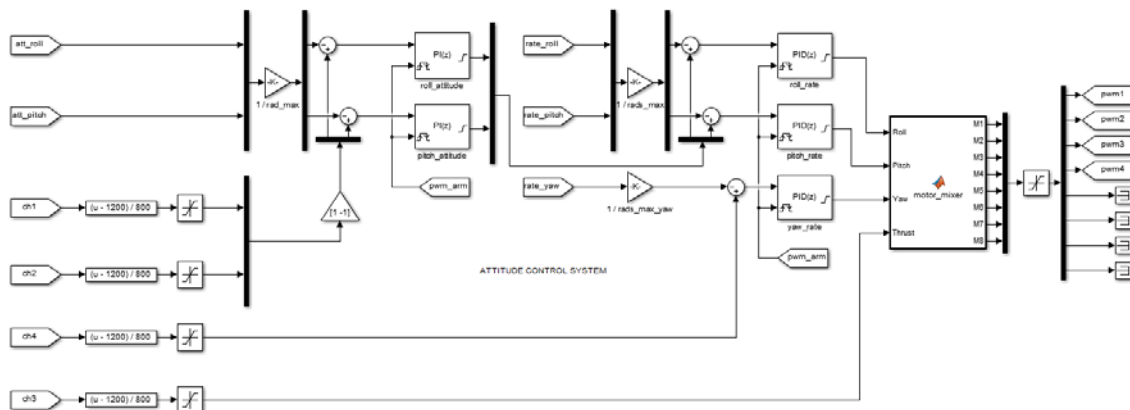 att_roll
att_pitch
-K-
1 / rad_max
PI(z)
roll_attitude
PI(z)
pitch_attitude
pwm_arm
[1 -1]
rate_roll
rate_pitch
-K-
1 / rads_max
rate_yaw
-K-
1 / rads_max_yaw
PID(z)
roll_rate
PID(z)
pitch_rate
PID(z)
yaw_rate
pwm_arm
Roll
Pitch
Yaw
Thrust
motor_mixer
M1
M2
M3
M4
M5
M6
M7
M8
pwm1
pwm2
pwm3
pwm4
ch1
(u - 1200) / 800
ch2
(u - 1200) / 800
ATTITUDE CONTROL SYSTEM
ch4
(u - 1200) / 800
ch3
(u - 1200) / 800